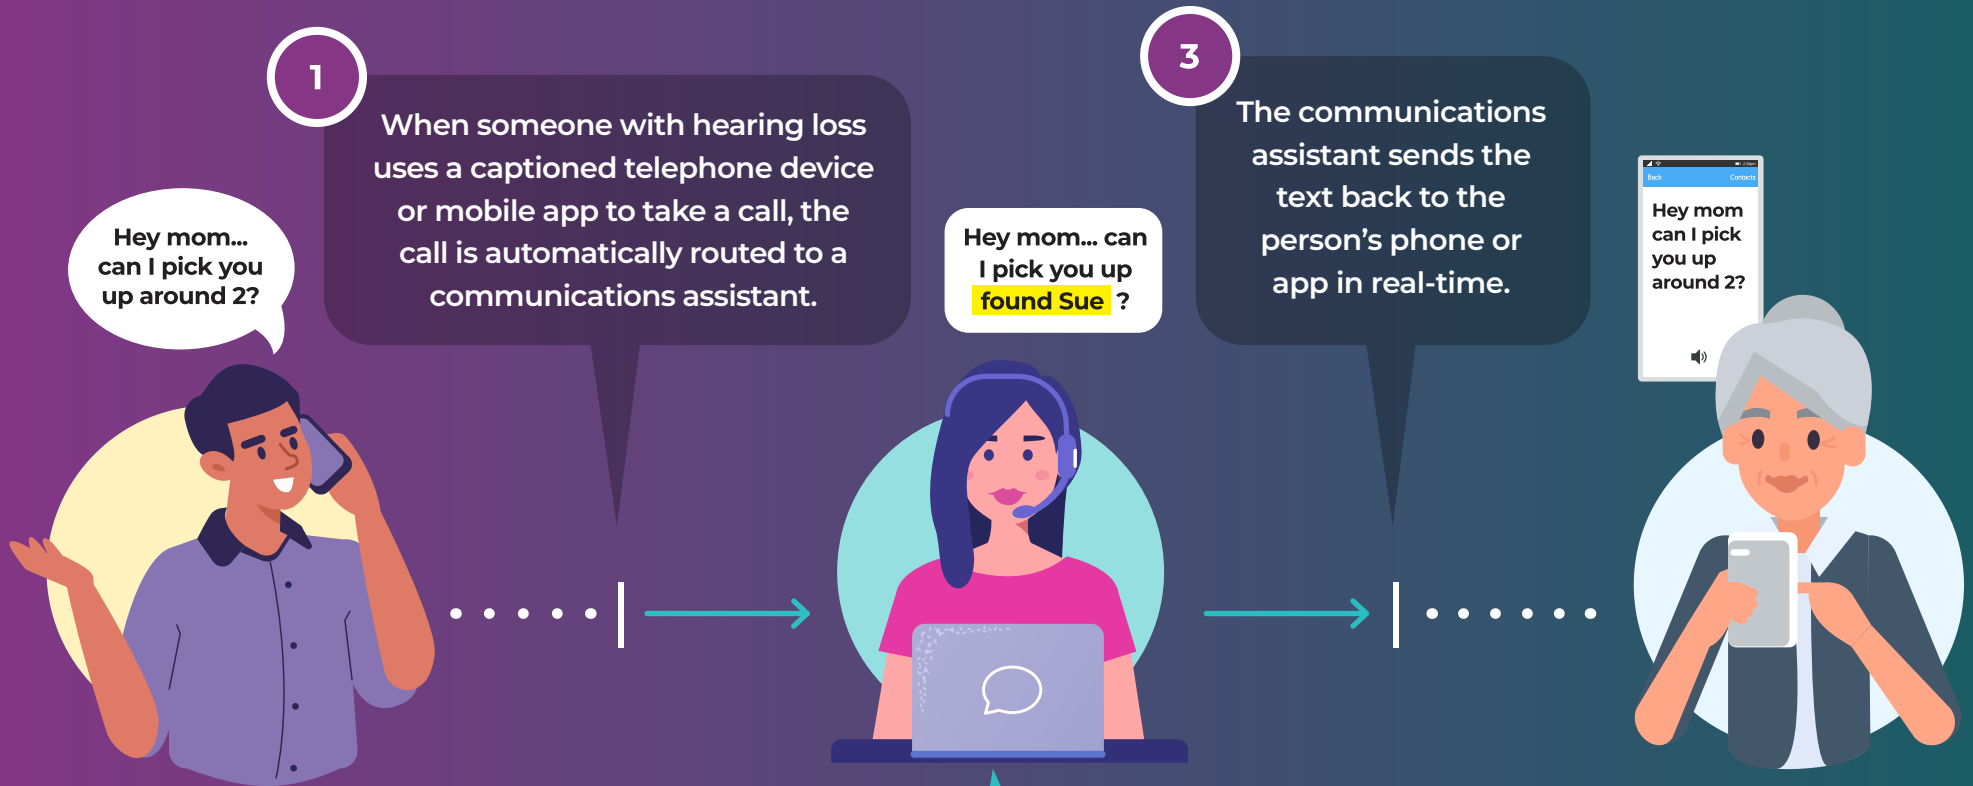 1
When someone with hearing loss
uses a captioned telephone device
or mobile app to take a call, the
call is automatically routed to a
communications assistant.
Hey mom...
can I pick you
up around 2?
Hey mom... can
I pick you up
found Sue ?
3
The communications
assistant sends the
text back to the
person’s phone or
app in real-time.
Back Contacts
Hey mom
can I pick
you up
around 2?